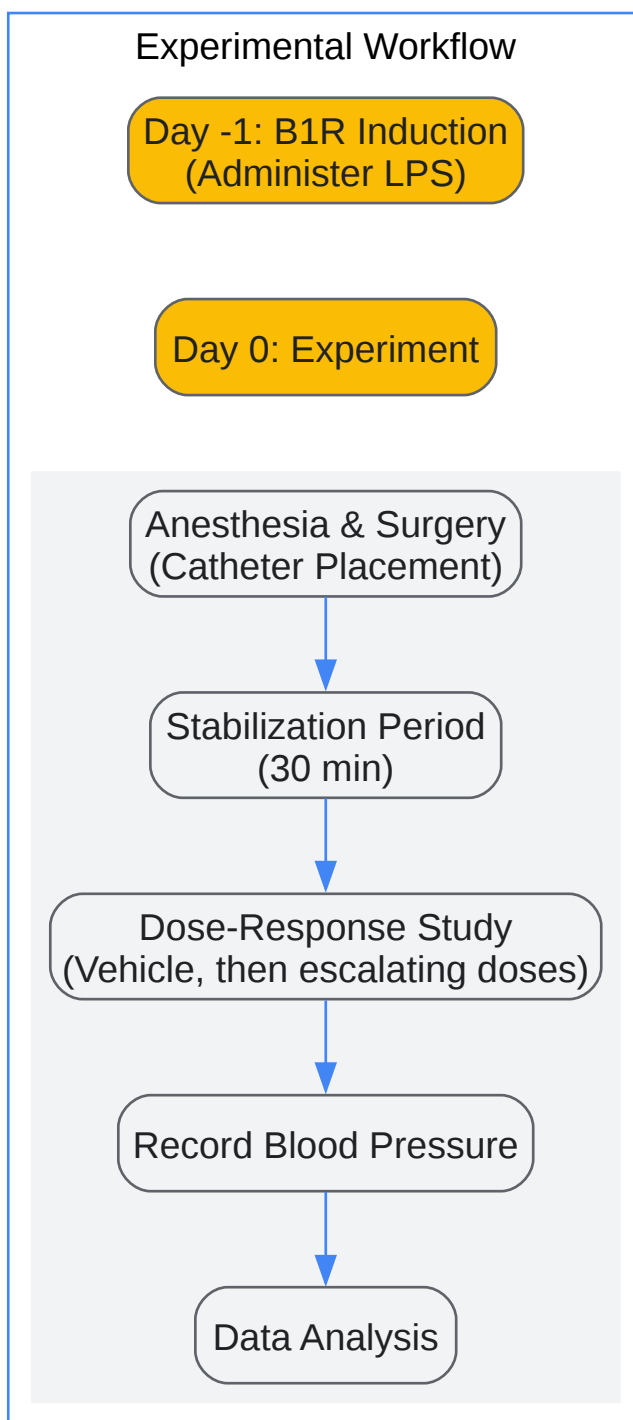 Experimental Workflow
Day -1: B1R Induction
(Administer LPS)
Day 0: Experiment
Anesthesia & Surgery
(Catheter Placement)
Stabilization Period
(30 min)
Dose-Response Study
(Vehicle, then escalating doses)
Record Blood Pressure
Data Analysis